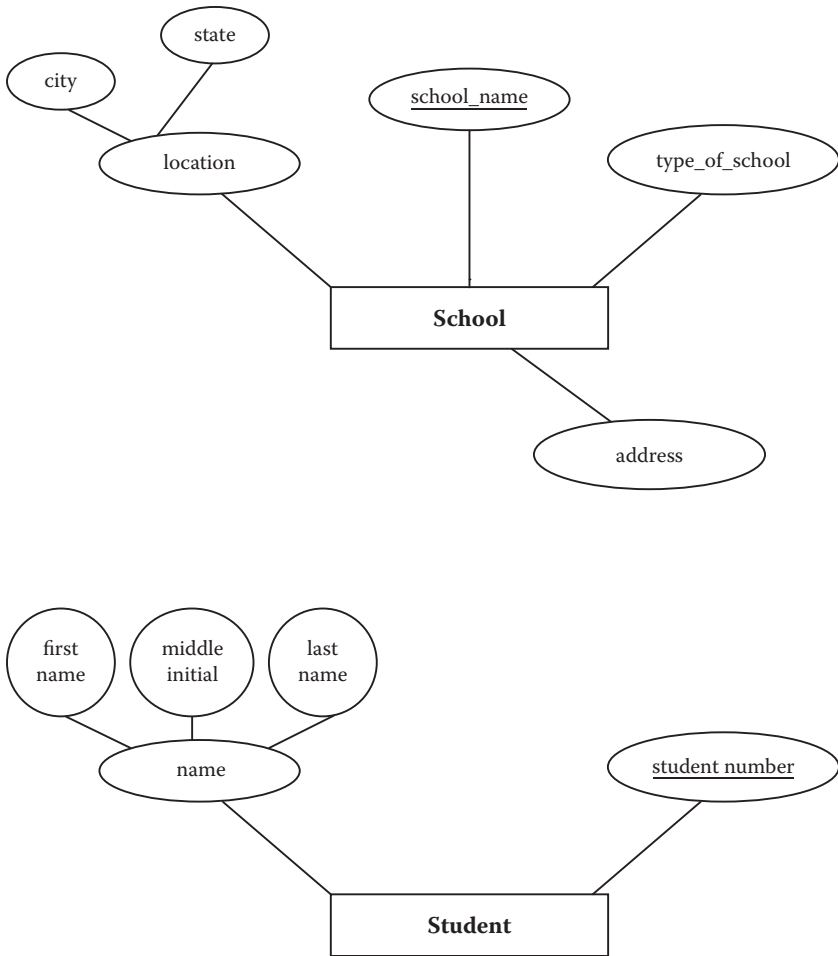 state
city
school_name
location
type_of_school
School
address
first
name
middle
initial
last
name
name
student number
Student